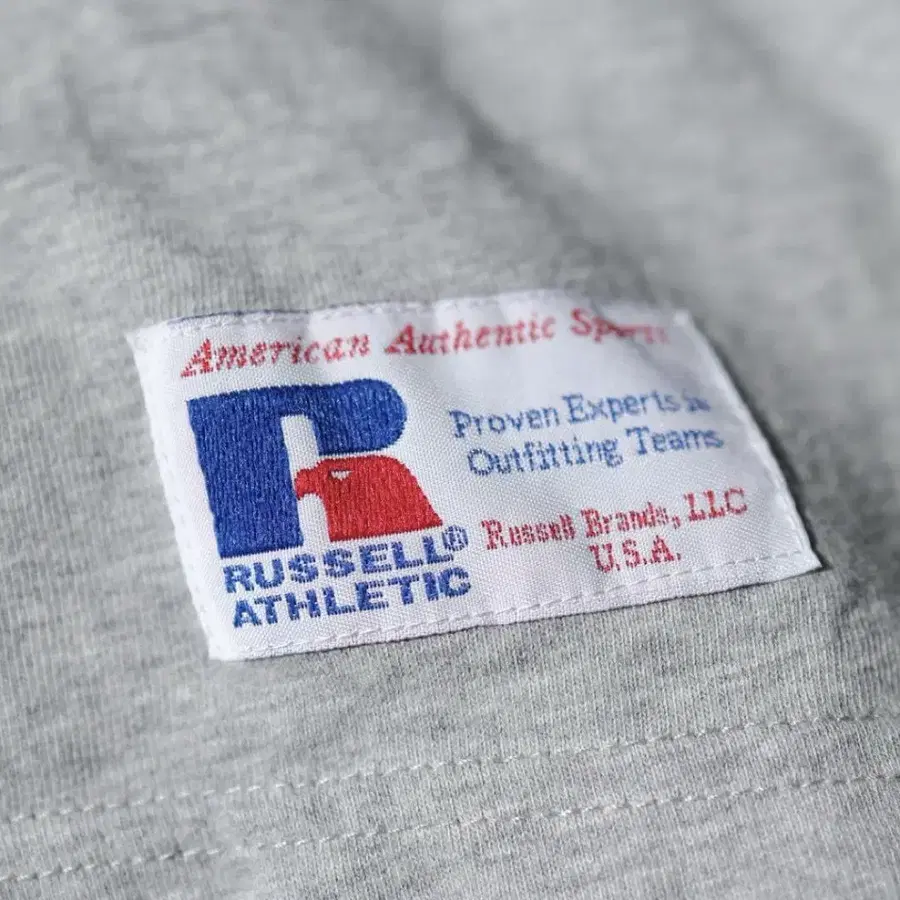 American Authentic Sports
Proven Experts in
Outfitting Teams
RUSSELL®
ATHLETIC
Russell Brands, LLC
U.S.A.